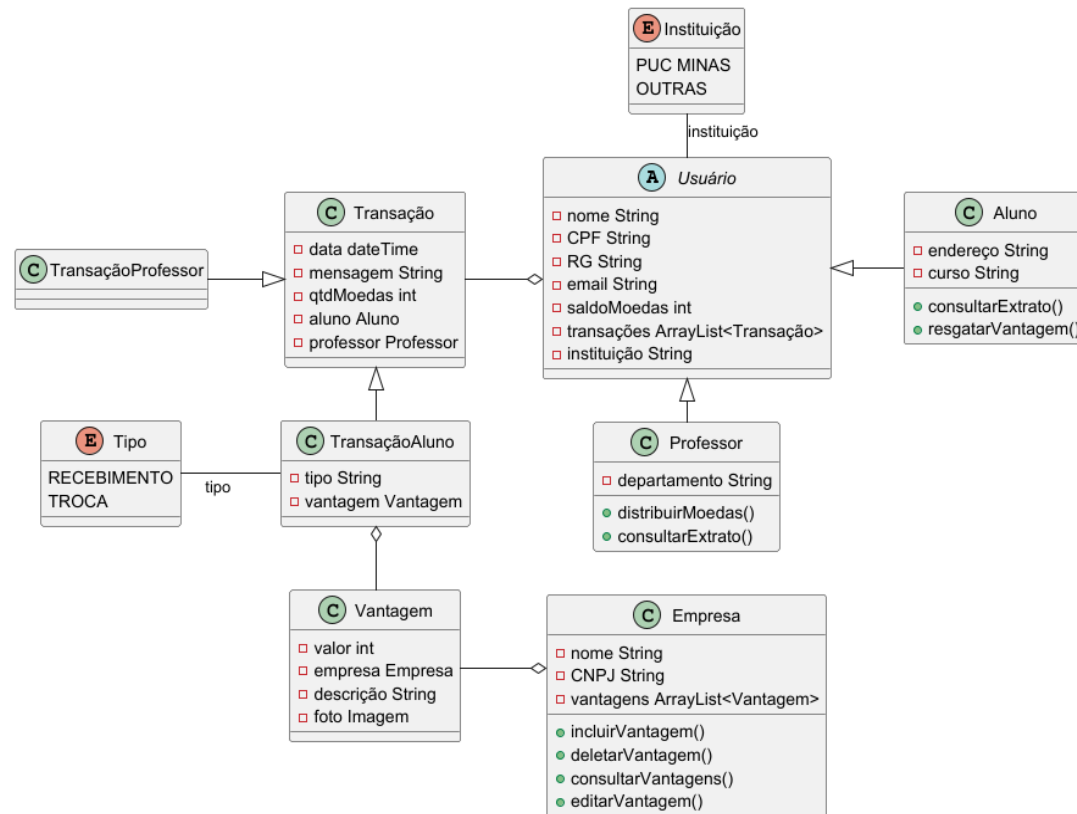 E Instituição
PUC MINAS
OUTRAS
instituição
A Usuário
nome String
CPF String
RG String
email String
saldoMoedas int
transações ArrayList<Transação>
instituição String
C Transação
data dateTime
mensagem String
qtdMoedas int
aluno Aluno
professor Professor
C TransaçãoProfessor
C Aluno
endereço String
curso String
consultarExtrato()
resgatarVantagem()
E Tipo
RECEBIMENTO
TROCA
tipo
C TransaçãoAluno
tipo String
vantagem Vantagem
C Professor
departamento String
distribuirMoedas()
consultarExtrato()
C Vantagem
valor int
empresa Empresa
descrição String
foto Imagem
C Empresa
nome String
CNPJ String
vantagens ArrayList<Vantagem>
incluirVantagem()
deletarVantagem()
consultarVantagens()
editarVantagem()